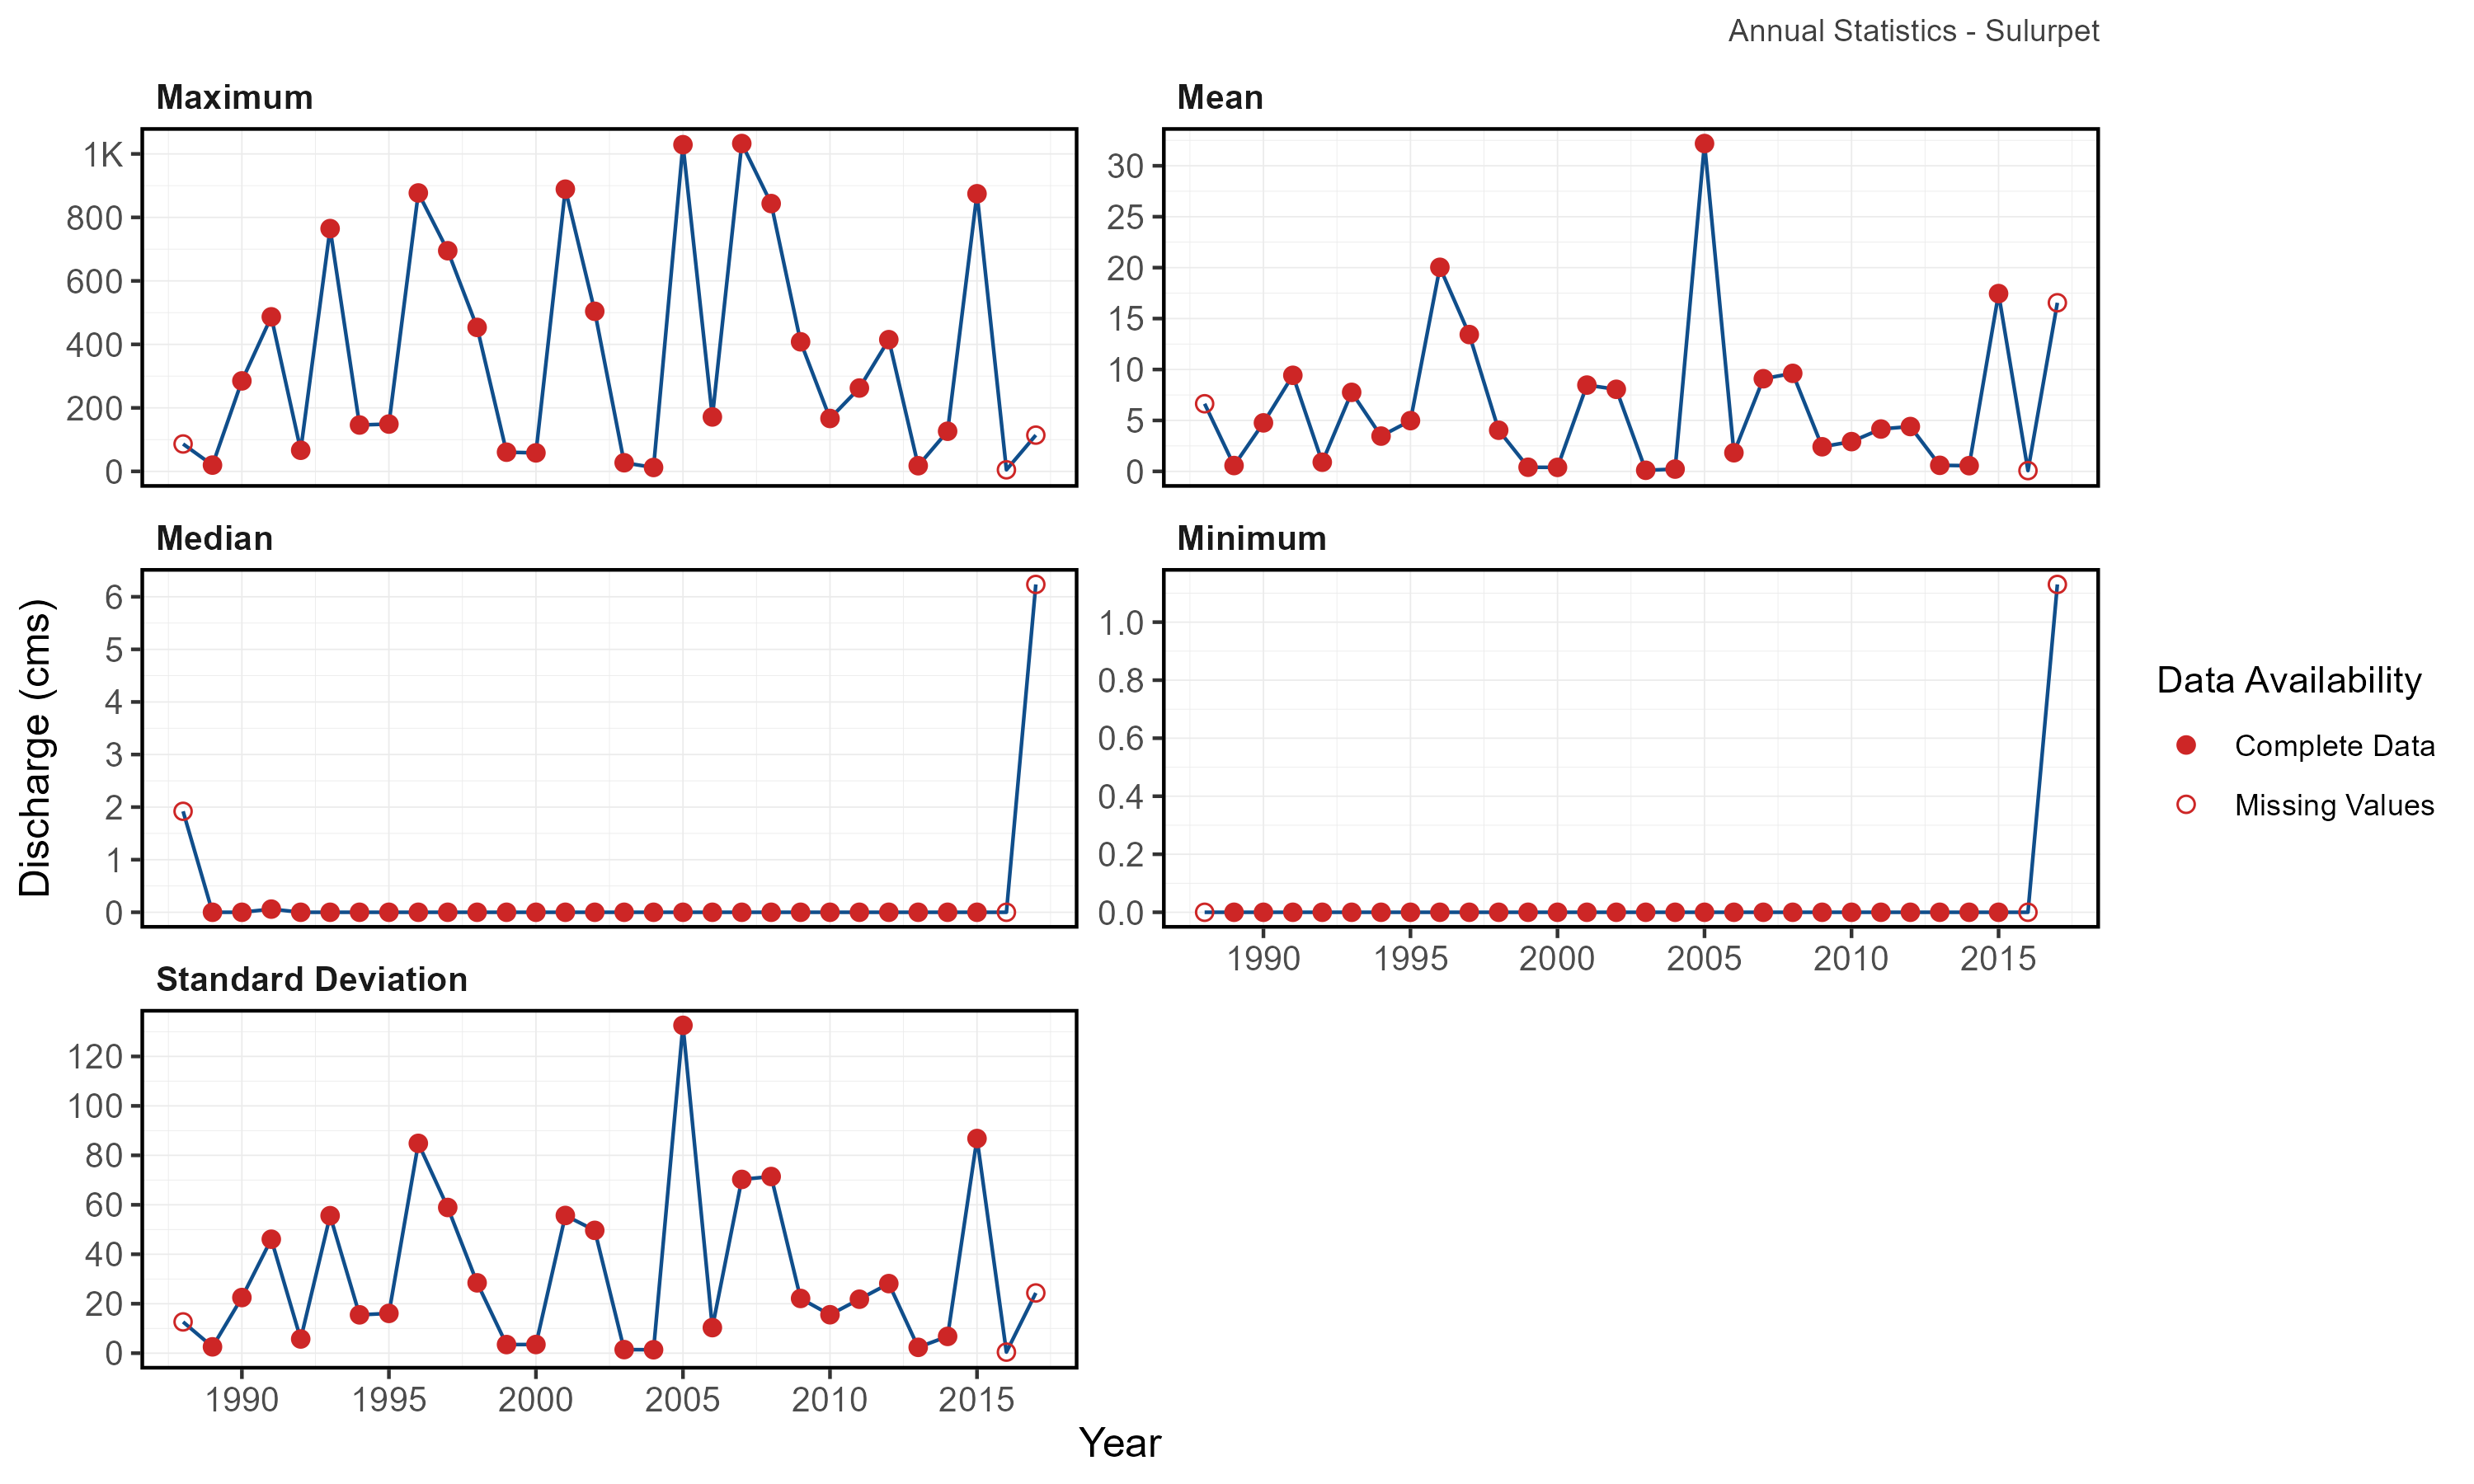 Annual Statistics - Sulurpet
Maximum
1K
800
600
400
200
0
Mean
30
25
20
15
10
5
0
Discharge (cms)
Median
6
5
4
3
2
1
0
Minimum
1.0
0.8
0.6
0.4
0.2
0.0
1990 1995 2000 2005 2010 2015
Standard Deviation
120
100
80
60
40
20
0
1990 1995 2000 2005 2010 2015
Year
Data Availability
Complete Data
Missing Values